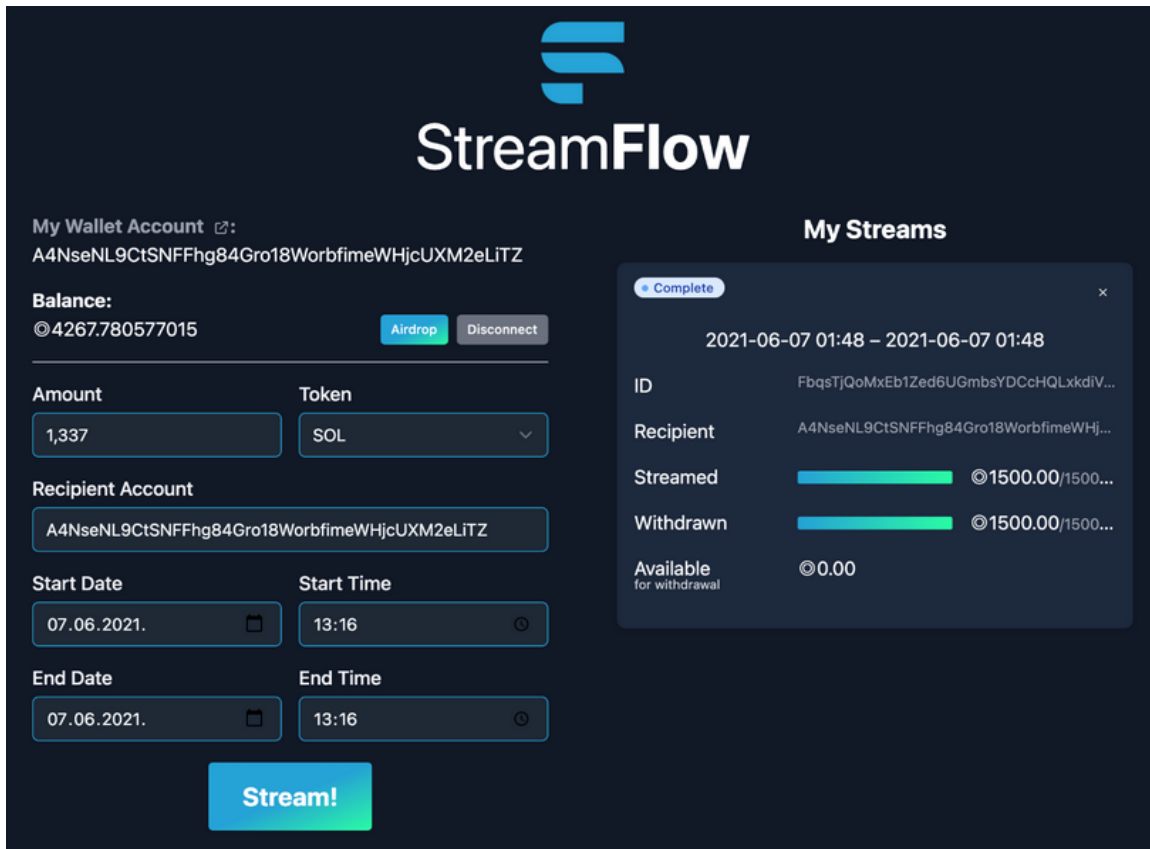 StreamFlow
My Wallet Account :
A4NseNL9CtSNFFhg84Gro18WorbfimeWHjcUXM2eLiTZ
Balance:
◎4267.780577015
Airdrop
Disconnect
Amount
Token
1,337
SOL
Recipient Account
A4NseNL9CtSNFFhg84Gro18WorbfimeWHjcUXM2eLiTZ
Start Date
Start Time
07.06.2021.
13:16
End Date
End Time
07.06.2021.
13:16
Stream!
My Streams
Complete
×
2021-06-07 01:48 – 2021-06-07 01:48
ID FbqsTjQoMxEb1Zed6UGmbsYDCcHQLxkdiV...
Recipient A4NseNL9CtSNFFhg84Gro18WorbfimeWHj...
Streamed ◎1500.00/1500...
Withdrawn ◎1500.00/1500...
Available ◎0.00
for withdrawal